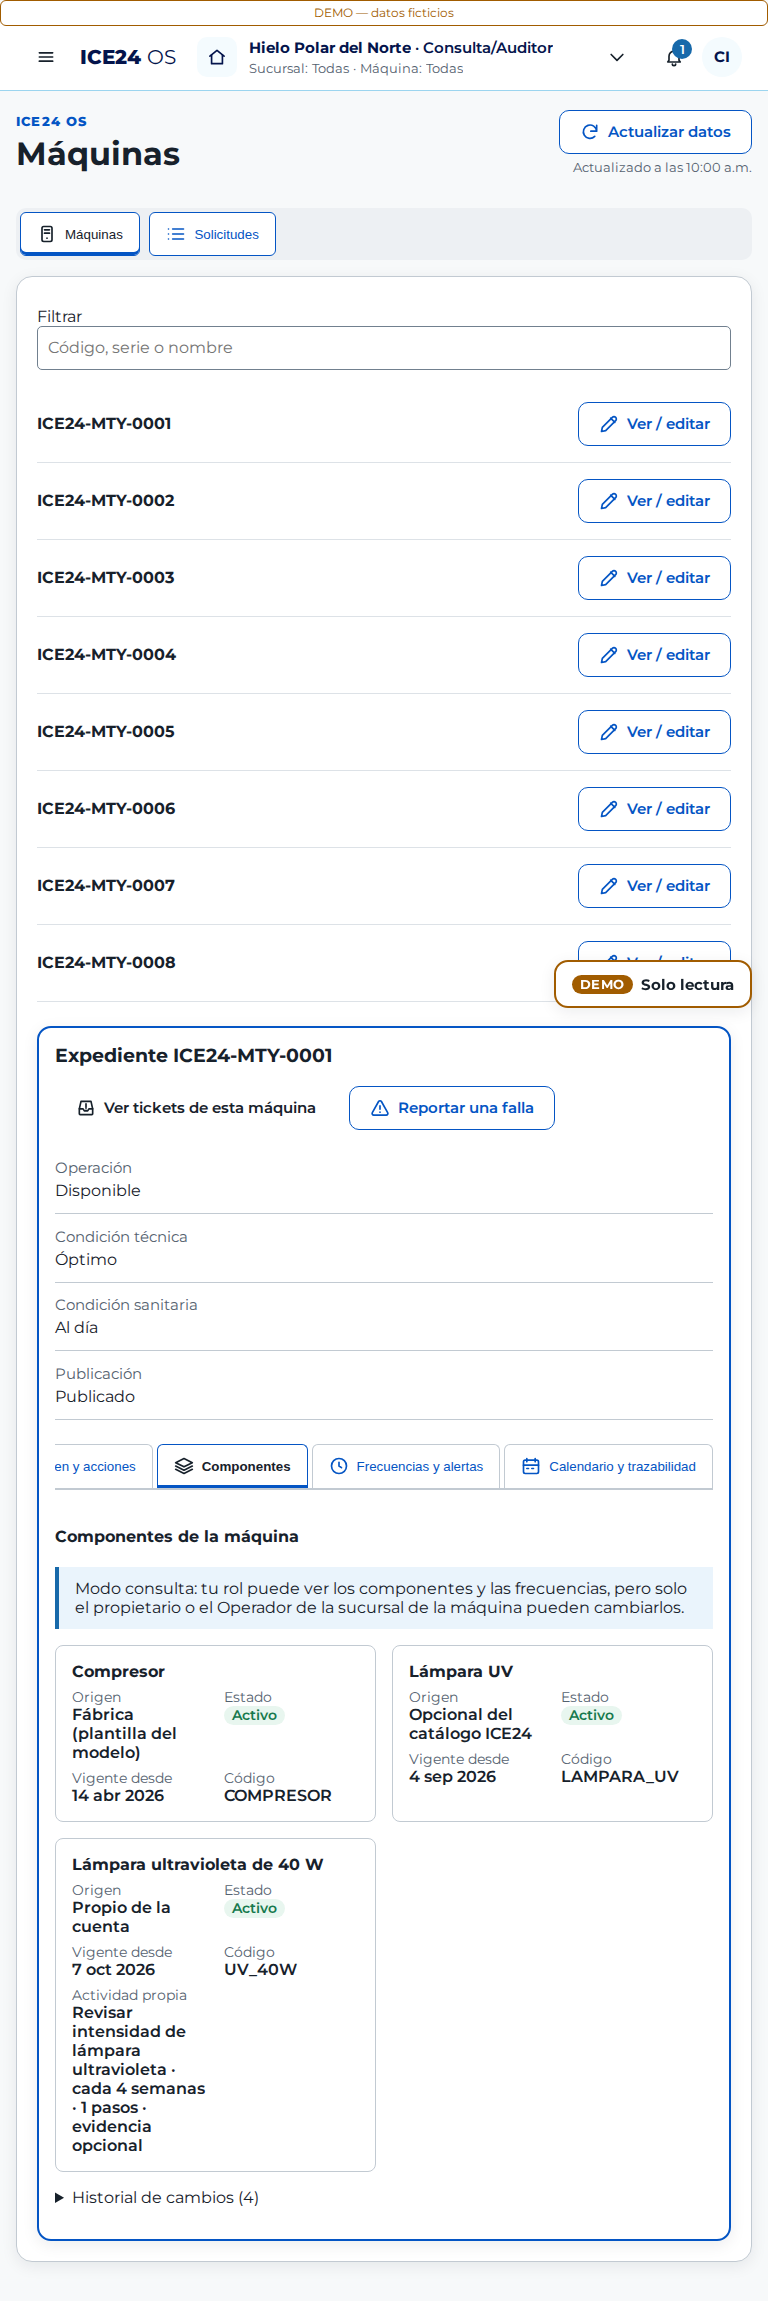 DEMO — datos ficticios
ICE24 OS
Hielo Polar del Norte · Consulta/Auditor
Sucursal: Todas · Máquina: Todas
1
CI
ICE24 OS
Máquinas
Actualizar datos
Actualizado a las 10:00 a.m.
Máquinas
Solicitudes
Filtrar
Código, serie o nombre
ICE24-MTY-0001
Ver / editar
ICE24-MTY-0002
Ver / editar
ICE24-MTY-0003
Ver / editar
ICE24-MTY-0004
Ver / editar
ICE24-MTY-0005
Ver / editar
ICE24-MTY-0006
Ver / editar
ICE24-MTY-0007
Ver / editar
ICE24-MTY-0008
DEMO Solo lectura
Expediente ICE24-MTY-0001
Ver tickets de esta máquina
Reportar una falla
Operación
Disponible
Condición técnica
Óptimo
Condición sanitaria
Al día
Publicación
Publicado
en y acciones
Componentes
Frecuencias y alertas
Calendario y trazabilidad
Componentes de la máquina
Modo consulta: tu rol puede ver los componentes y las frecuencias, pero solo
el propietario o el Operador de la sucursal de la máquina pueden cambiarlos.
Compresor
Origen
Fábrica
(plantilla del
modelo)
Estado
Activo
Vigente desde
14 abr 2026
Código
COMPRESOR
Lámpara UV
Origen
Opcional del
catálogo ICE24
Estado
Activo
Vigente desde
4 sep 2026
Código
LAMPARA_UV
Lámpara ultravioleta de 40 W
Origen
Propio de la
cuenta
Estado
Activo
Vigente desde
7 oct 2026
Código
UV_40W
Actividad propia
Revisar
intensidad de
lámpara
ultravioleta ·
cada 4 semanas
· 1 pasos ·
evidencia
opcional
Historial de cambios (4)